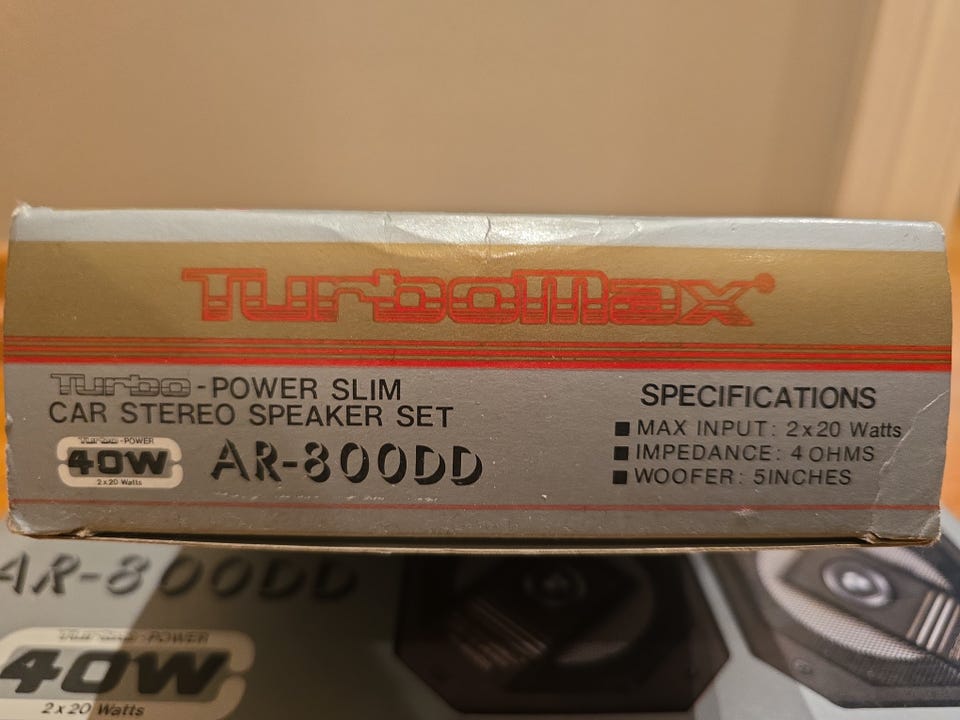 TurboMax
Turbo-POWER SLIM
CAR STEREO SPEAKER SET
Turbo-POWER
40W
2x20 Watts
AR-800DD
SPECIFICATIONS
■ MAX INPUT: 2x20 Watts
■ IMPEDANCE: 4 OHMS
■ WOOFER: 5INCHES
AR-800DD
Turbo-POWER
40W
2x20 Watts